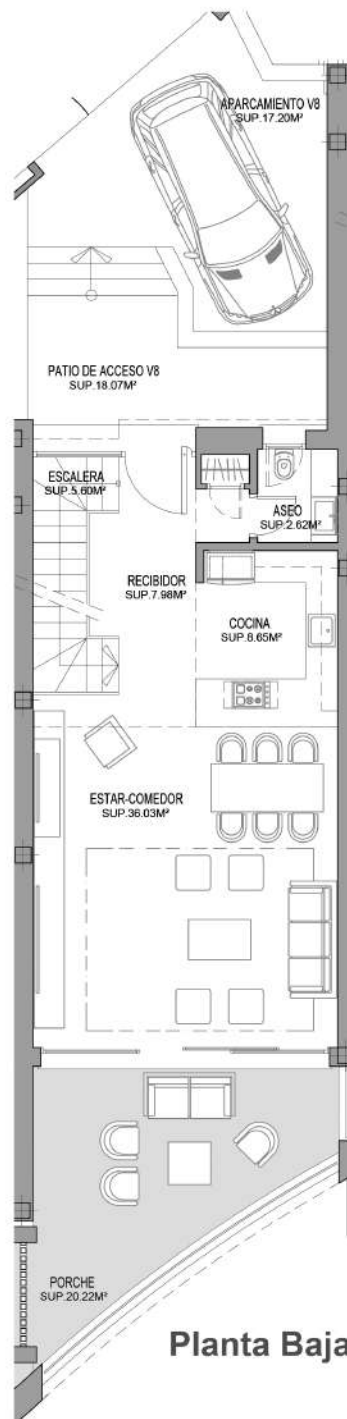 APARCAMIENTO V8
SUP.17.20M²
PATIO DE ACCESO V8
SUP.18.07M²
ESCALERA
SUP.5.60M²
ASEO
SUP.2.62M²
RECIBIDOR
SUP.7.98M²
COCINA
SUP.8.65M²
ESTAR-COMEDOR
SUP.36.03M²
PORCHE
SUP.20.22M²
Planta Baja